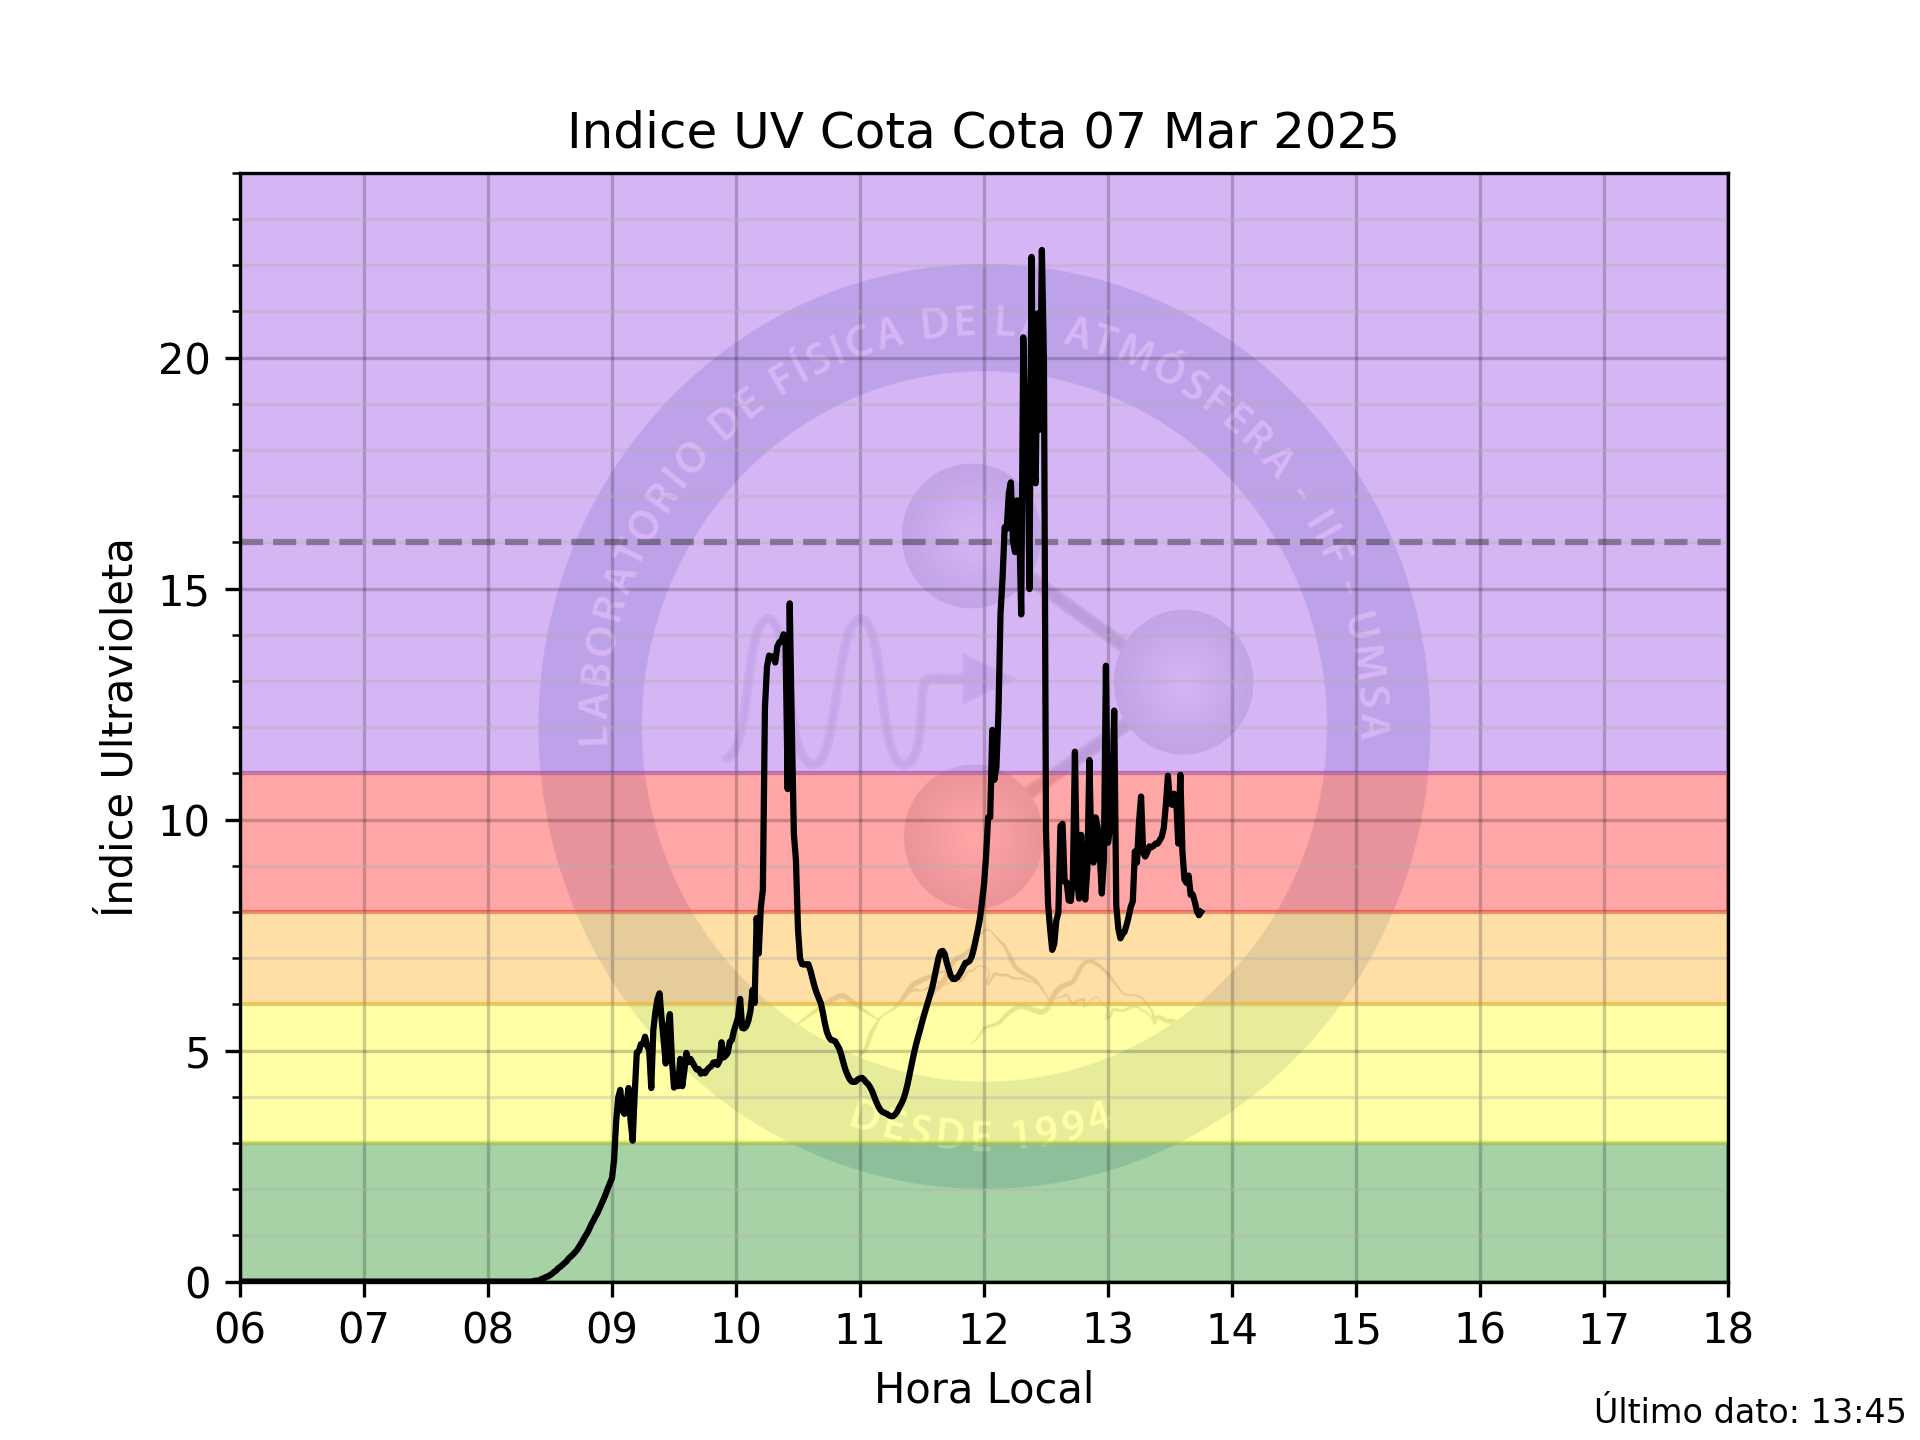 Indice UV Cota Cota 07 Mar 2025
Índice Ultravioleta
20
15
10
5
0
LABORATORIO DE FÍSICA DE LA ATMÓSFERA - IIF - UMSA
DESDE 1994
06 07 08 09 10 11 12 13 14 15 16 17 18
Hora Local
Último dato: 13:45